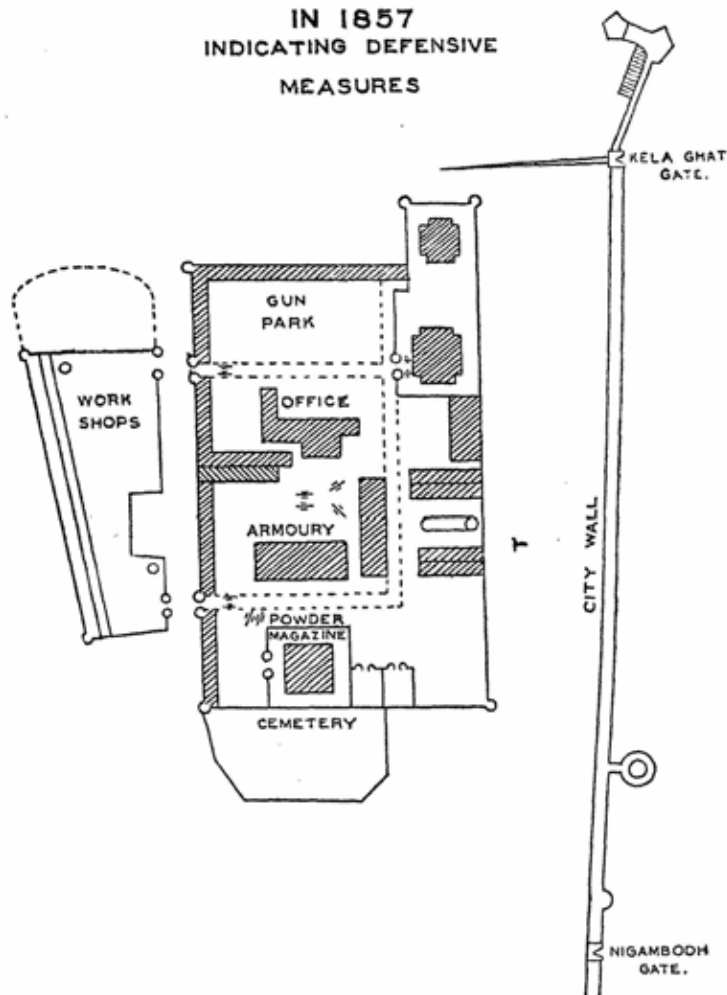 IN 1857
INDICATING DEFENSIVE
MEASURES
KELA GHAT
GATE.
GUN
PARK
WORK
SHOPS
OFFICE
ARMOURY
CITY WALL
POWDER
MAGAZINE
CEMETERY
NIGAMBODH
GATE.